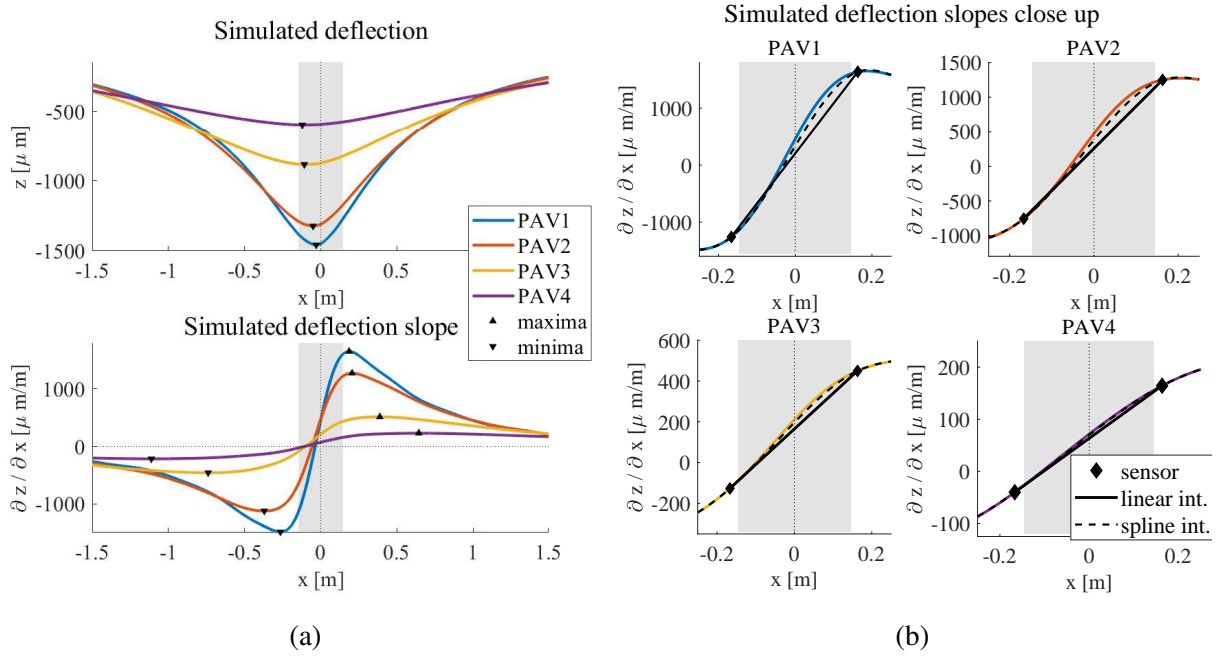 Simulated deflection
-500
-1000
-1500
z [μ m]
-1.5
-1
-0.5
0
0.5
x [m]
PAV1
PAV2
PAV3
PAV4
maxima
minima
Simulated deflection slope
1000
0
-1000
∂ z / ∂ x [μ m/m]
-1.5
-1
-0.5
0
0.5
1
1.5
x [m]
(a)
Simulated deflection slopes close up
PAV1
1000
0
-1000
∂ z / ∂ x [μ m/m]
-0.2
0
0.2
x [m]
PAV2
1500
1000
500
0
-500
-1000
∂ z / ∂ x [μ m/m]
-0.2
0
0.2
x [m]
PAV3
600
400
200
0
-200
∂ z / ∂ x [μ m/m]
-0.2
0
0.2
x [m]
PAV4
200
100
0
-100
∂ z / ∂ x [μ m/m]
-0.2
0
0.2
x [m]
sensor
linear int.
spline int.
(b)